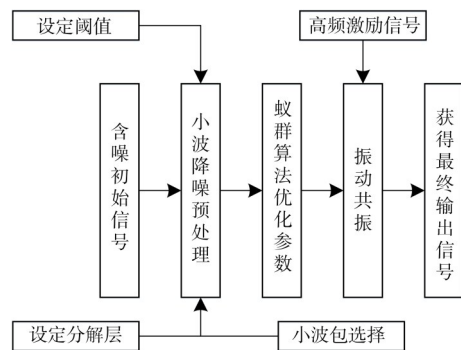 设定阈值
高频激励信号
含噪初始信号
小波降噪预处理
蚁群算法优化参数
振动共振
获得最终输出信号
设定分解层
小波包选择